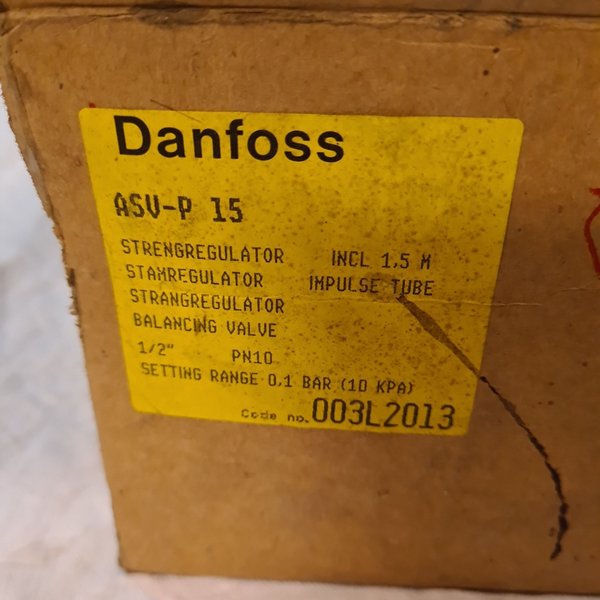 Danfoss
ASV-P 15
STRENGREGULATOR INCL 1,5 M
STAMREGULATOR IMPULSE TUBE
STRANGREGULATOR
BALANCING VALVE
1/2" PN10
SETTING RANGE 0,1 BAR (10 KPA)
Code no. 003L2013